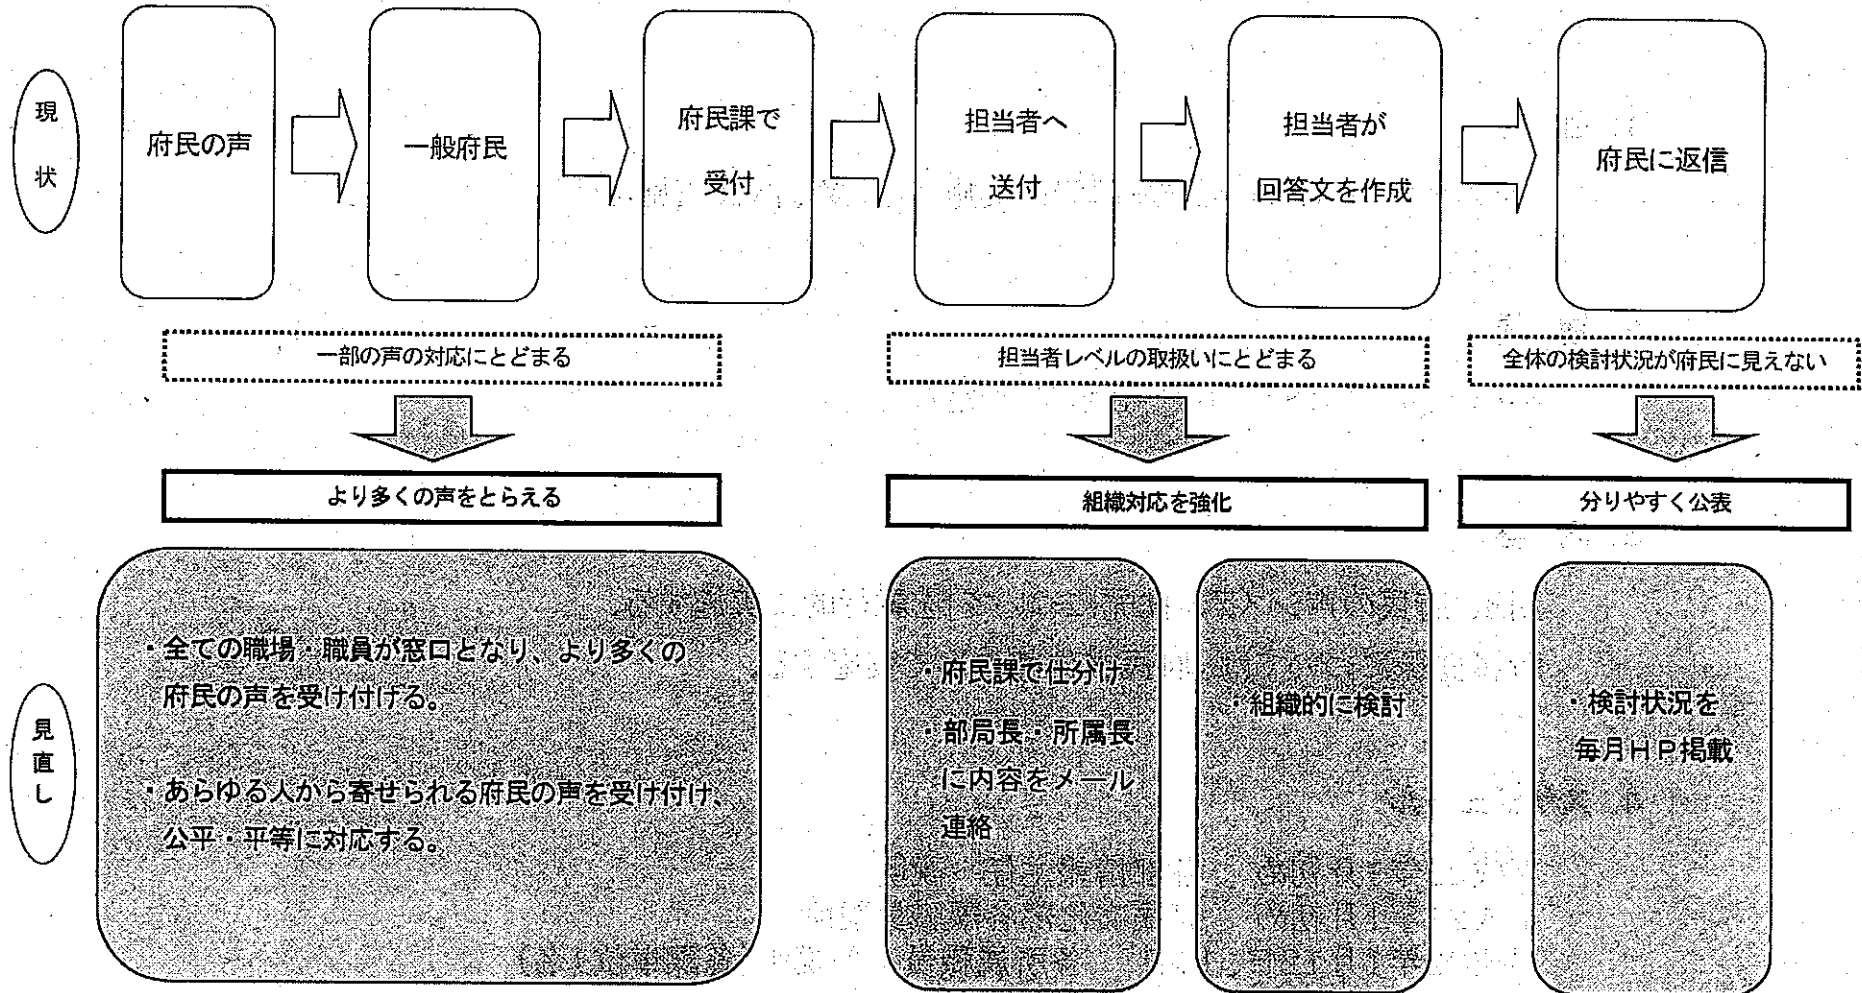 現
状
府民の声
一般府民
府民課で
受付
担当者へ
送付
担当者が
回答文を作成
府民に返信
一部の声の対応にとどまる
担当者レベルの取扱いにとどまる
全体の検討状況が府民に見えない
より多くの声をとらえる
組織対応を強化
分りやすく公表
見
直
し
・全ての職場・職員が窓口となり、より多くの
府民の声を受け付ける。
・あらゆる人から寄せられる府民の声を受け付け、
公平・平等に対応する。
・府民課で仕分け
・部局長・所属長
に内容をメール
連絡
・組織的に検討
・検討状況を
毎月HP掲載